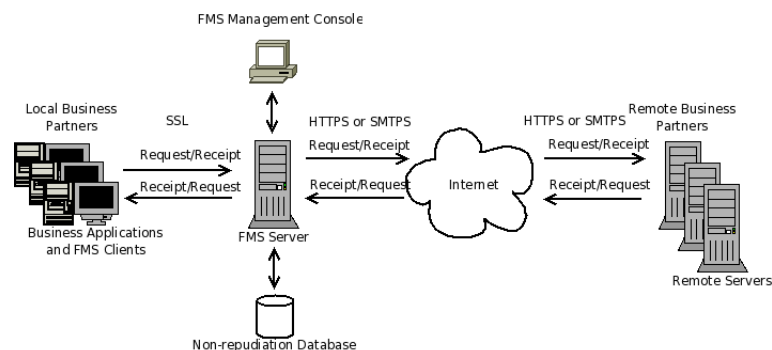 FMS Management Console
Local Business
Partners
SSL
HTTPS or SMTPS
HTTPS or SMTPS
Remote Business
Partners
Request/Receipt
Request/Receipt
Request/Receipt
Receipt/Request
Receipt/Request
Internet
Receipt/Request
Business Applications
and FMS Clients
FMS Server
Remote Servers
Non-repudiation Database